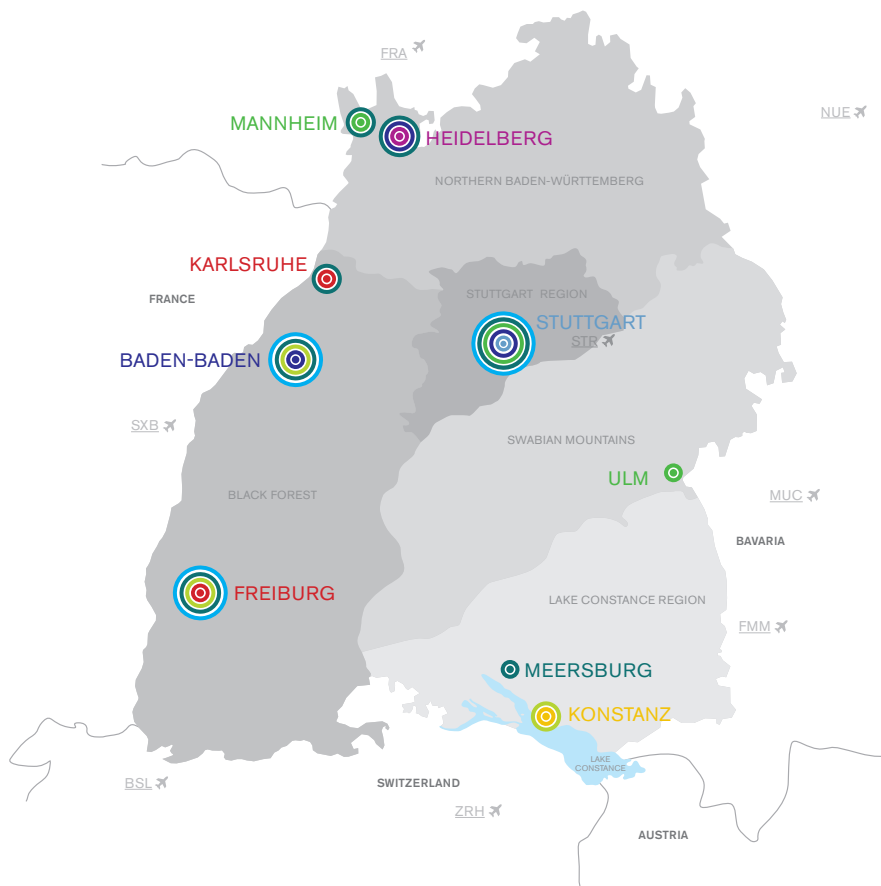 FRA
NUE
MANNHEIM
HEIDELBERG
NORTHERN BADEN-WÜRTTEMBERG
KARLSRUHE
FRANCE
STUTTGART REGION
STUTTGART
STR
BADEN-BADEN
SXB
SWABIAN MOUNTAINS
ULM
BLACK FOREST
MUC
BAVARIA
FREIBURG
LAKE CONSTANCE REGION
FMM
MEERSBURG
KONSTANZ
LAKE
CONSTANCE
BSL
SWITZERLAND
ZRH
AUSTRIA